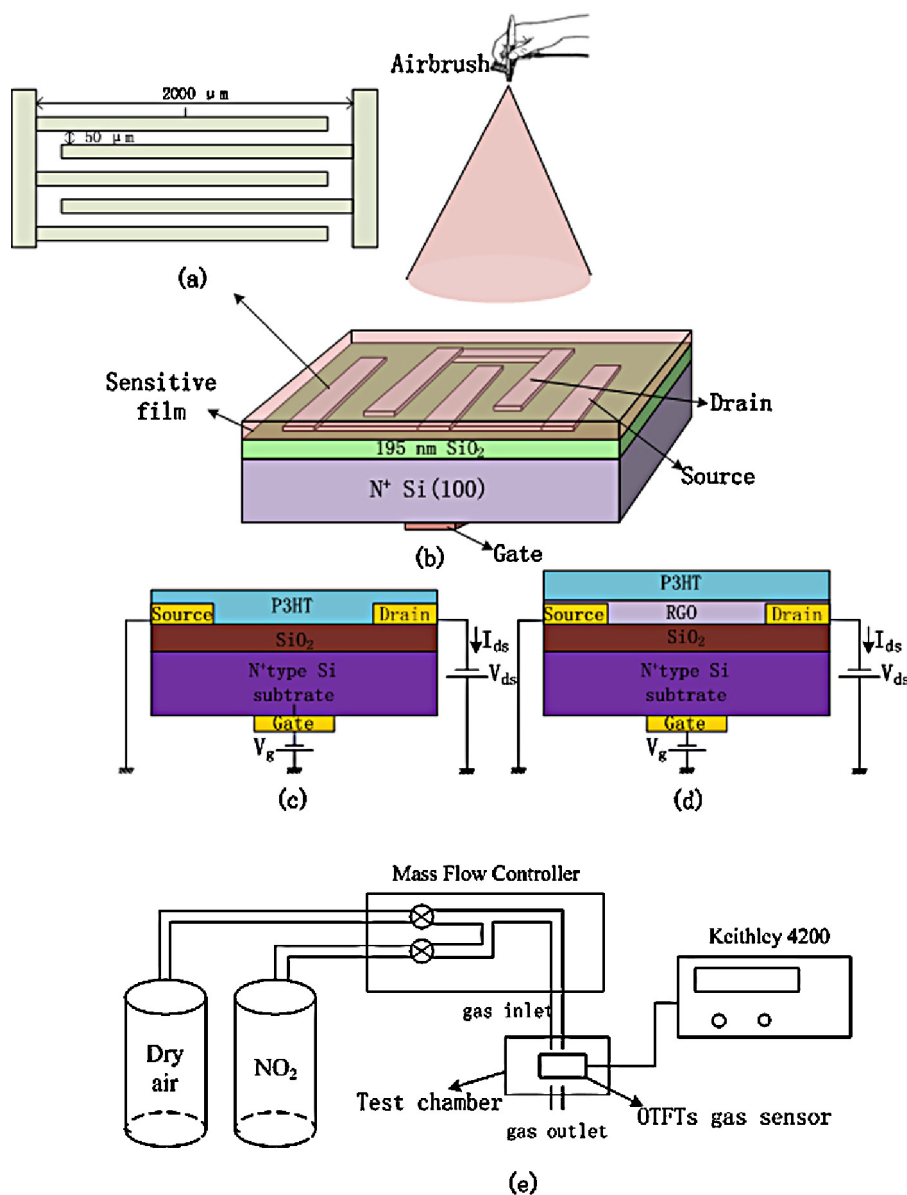 Airbrush
2000 μm
50 μm
(a)
Sensitive
film
Drain
195 nm SiO₂
Source
N⁺ Si(100)
Gate
(b)
P3HT
Source
Drain
SiO₂
N⁺type Si
subtrate
Gate
Vg
Ids
Vds
(c)
P3HT
Source
RGO
Drain
SiO₂
N⁺type Si
subtrate
Gate
Vg
Ids
Vds
(d)
Mass Flow Controller
Keithley 4200
gas inlet
Dry
air
NO₂
Test chamber
OTFTs gas sensor
gas outlet
(e)